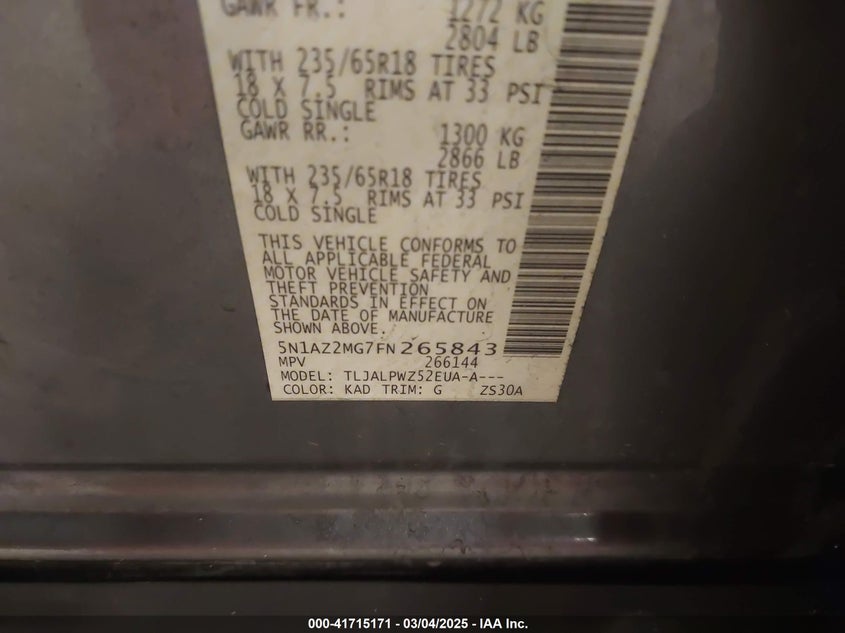 GAWR FR.: 1272 KG
2804 LB
WITH 235/65R18 TIRES
18 X 7.5 RIMS AT 33 PSI
COLD SINGLE
GAWR RR.: 1300 KG
2866 LB
WITH 235/65R18 TIRES
18 X 7.5 RIMS AT 33 PSI
COLD SINGLE
THIS VEHICLE CONFORMS TO
ALL APPLICABLE FEDERAL
MOTOR VEHICLE SAFETY AND
THEFT PREVENTION
STANDARDS IN EFFECT ON
THE DATE OF MANUFACTURE
SHOWN ABOVE.
5N1AZ2MG7FN265843
MPV 266144
MODEL: TLJALPWZ52EUA-A---
COLOR: KAD TRIM: G ZS30A
000-41715171 - 03/04/2025 - IAA Inc.